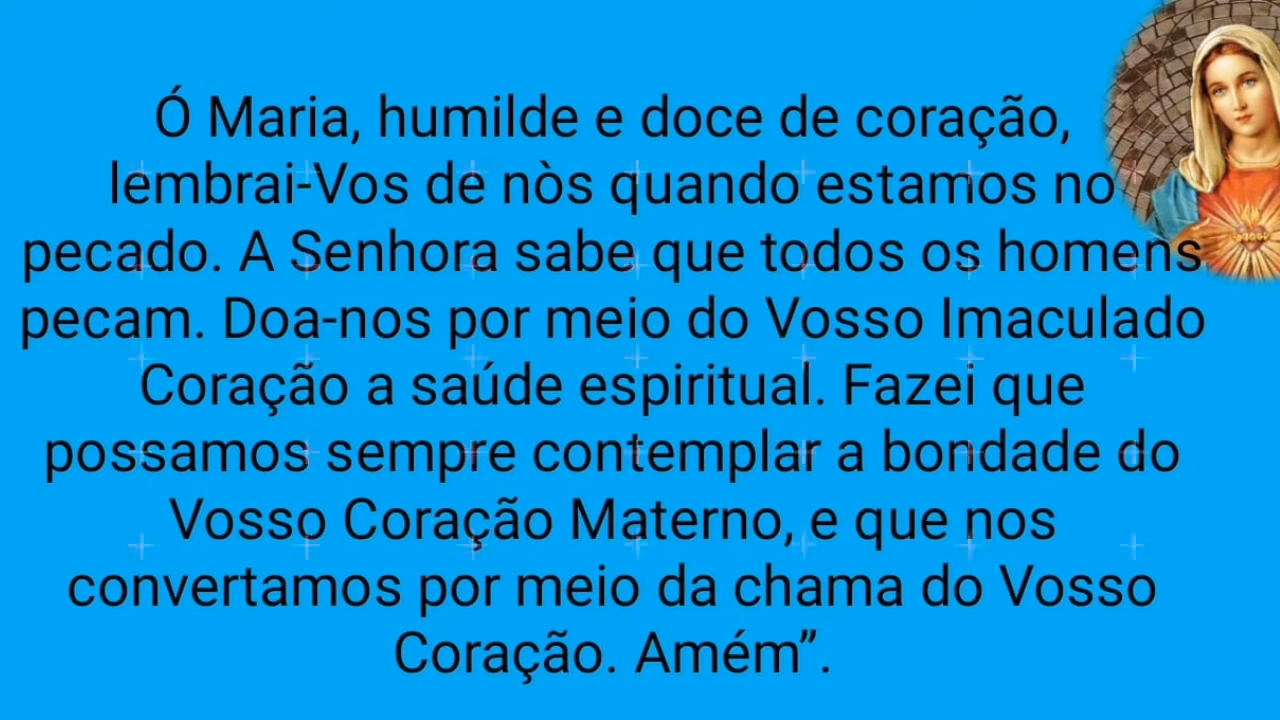 Ó Maria, humilde e doce de coração,
lembrai-Vos de nòs quando estamos no
pecado. A Senhora sabe que todos os homens
pecam. Doa-nos por meio do Vosso Imaculado
Coração a saúde espiritual. Fazei que
possamos sempre contemplar a bondade do
Vosso Coração Materno, e que nos
convertamos por meio da chama do Vosso
Coração. Amém”.